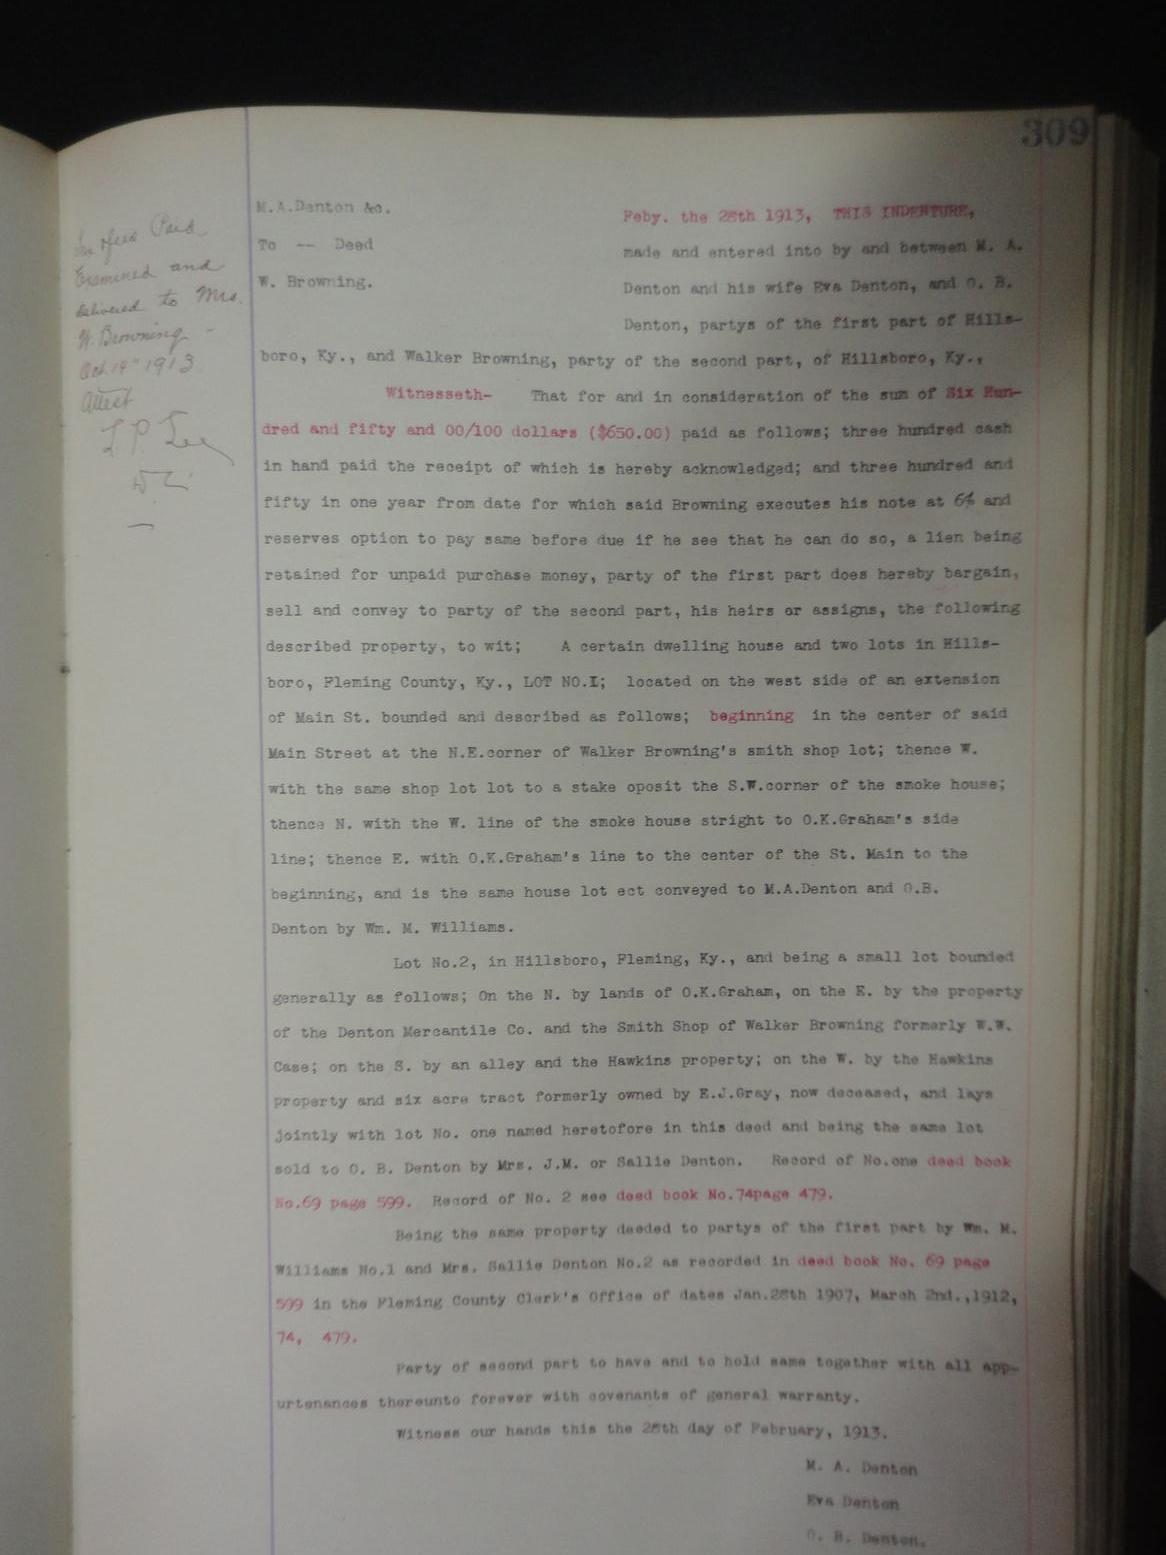 309
M.A.Denton &c.
To -- Deed
W. Browning.
Paid
Examined and
delivered to Mrs.
W. Browning -
Oct. 14" 1913
Attest
Feby. the 28th 1913, THIS INDENTURE,
made and entered into by and between M. A.
Denton and his wife Eva Denton, and O. B.
Denton, partys of the first part of Hills-
boro, Ky., and Walker Browning, party of the second part, of Hillsboro, Ky.,
Witnesseth- That for and in consideration of the sum of Six Hun-
dred and fifty and 00/100 dollars ($650.00) paid as follows; three hundred cash
in hand paid the receipt of which is hereby acknowledged; and three hundred and
fifty in one year from date for which said Browning executes his note at 6% and
reserves option to pay same before due if he see that he can do so, a lien being
retained for unpaid purchase money, party of the first part does hereby bargain,
sell and convey to party of the second part, his heirs or assigns, the following
described property, to wit; A certain dwelling house and two lots in Hills-
boro, Fleming County, Ky., LOT NO.I; located on the west side of an extension
of Main St. bounded and described as follows; beginning in the center of said
Main Street at the N.E.corner of Walker Browning's smith shop lot; thence W.
with the same shop lot lot to a stake oposit the S.W.corner of the smoke house;
thence N. with the W. line of the smoke house stright to O.K.Graham's side
line; thence E. with O.K.Graham's line to the center of the St. Main to the
beginning, and is the same house lot ect conveyed to M.A.Denton and O.B.
Denton by Wm. M. Williams.
Lot No.2, in Hillsboro, Fleming, Ky., and being a small lot bounded
generally as follows; On the N. by lands of O.K.Graham, on the E. by the property
of the Denton Mercantile Co. and the Smith Shop of Walker Browning formerly W.W.
Case; on the S. by an alley and the Hawkins property; on the W. by the Hawkins
property and six acre tract formerly owned by E.J.Gray, now deceased, and lays
jointly with lot No. one named heretofore in this deed and being the same lot
sold to O. B. Denton by Mrs. J.M. or Sallie Denton. Record of No.one deed book
No.69 page 599. Record of No. 2 see deed book No.74page 479.
Being the same property deeded to partys of the first part by Wm. M.
Williams No.1 and Mrs. Sallie Denton No.2 as recorded in deed book No. 69 page
599 in the Fleming County Clerk's Office of dates Jan.28th 1907, March 2nd.,1912,
74, 479.
Party of second part to have and to hold same together with all app-
urtenances thereunto forever with covenants of general warranty.
Witness our hands this the 28th day of February, 1913.
M. A. Denton
Eva Denton
O. B. Denton.